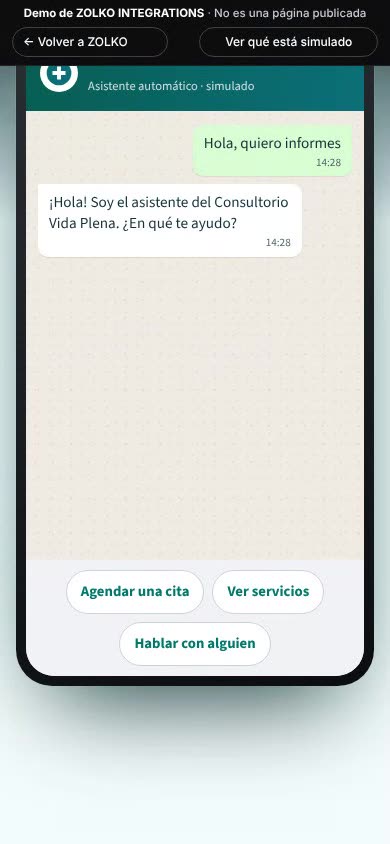 Demo de ZOLKO INTEGRATIONS · No es una página publicada
← Volver a ZOLKO
Ver qué está simulado
Asistente automático · simulado
Hola, quiero informes
14:28
¡Hola! Soy el asistente del Consultorio
Vida Plena. ¿En qué te ayudo?
14:28
Agendar una cita
Ver servicios
Hablar con alguien